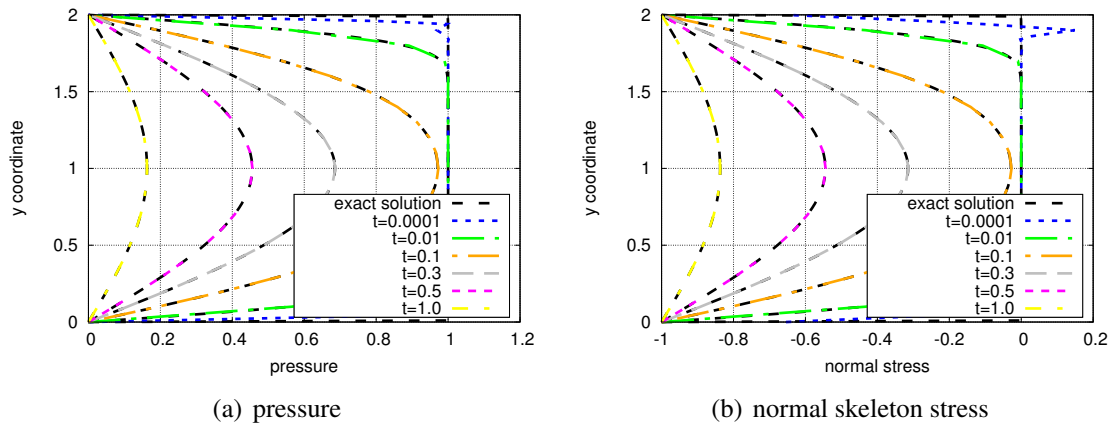 2
1.5
1
0.5
0
y coordinate
0 0.2 0.4 0.6 0.8 1 1.2
pressure
exact solution
t=0.0001
t=0.01
t=0.1
t=0.3
t=0.5
t=1.0
(a) pressure
2
1.5
1
0.5
0
y coordinate
-1 -0.8 -0.6 -0.4 -0.2 0 0.2
normal stress
exact solution
t=0.0001
t=0.01
t=0.1
t=0.3
t=0.5
t=1.0
(b) normal skeleton stress